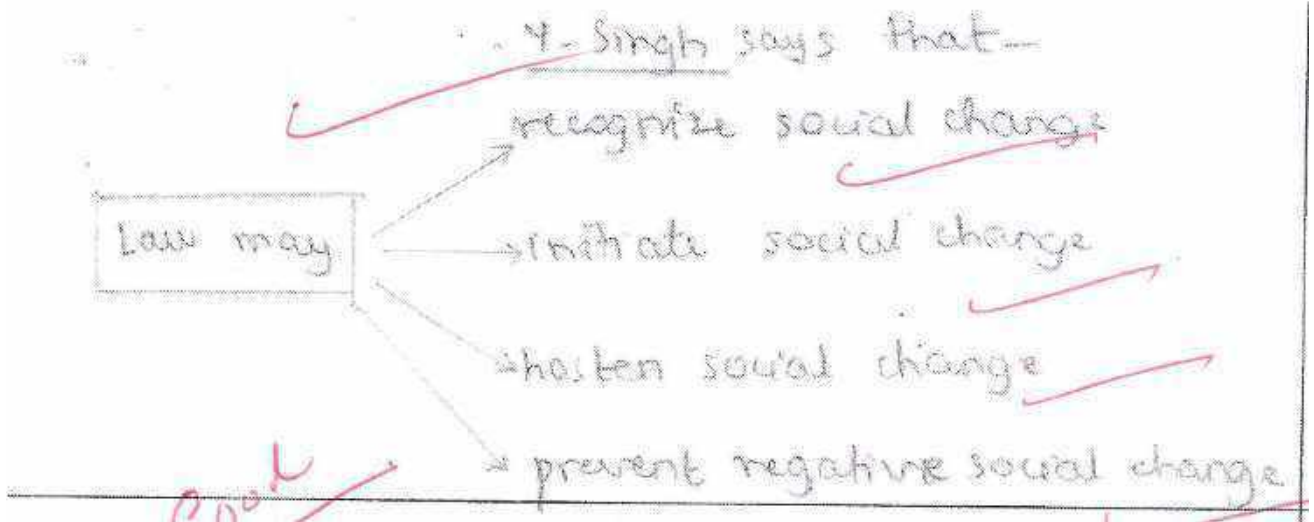 Y. Singh says that—
recognize social change
Law may
initiate social change
hasten social change
prevent negative social change
Good